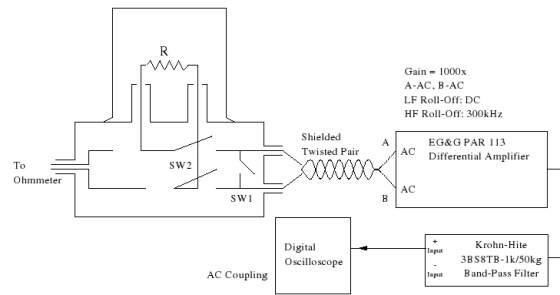 R
Gain = 1000x
A-AC, B-AC
LF Roll-Off: DC
HF Roll-Off: 300kHz
Shielded
Twisted Pair
A
AC
EG&G PAR 113
Differential Amplifier
To
Ohmmeter
SW2
SW1
AC
B
Digital
Oscilloscope
AC Coupling
+
Input
-
Input
Krohn-Hite
3BS8TB-1k/50kg
Band-Pass Filter